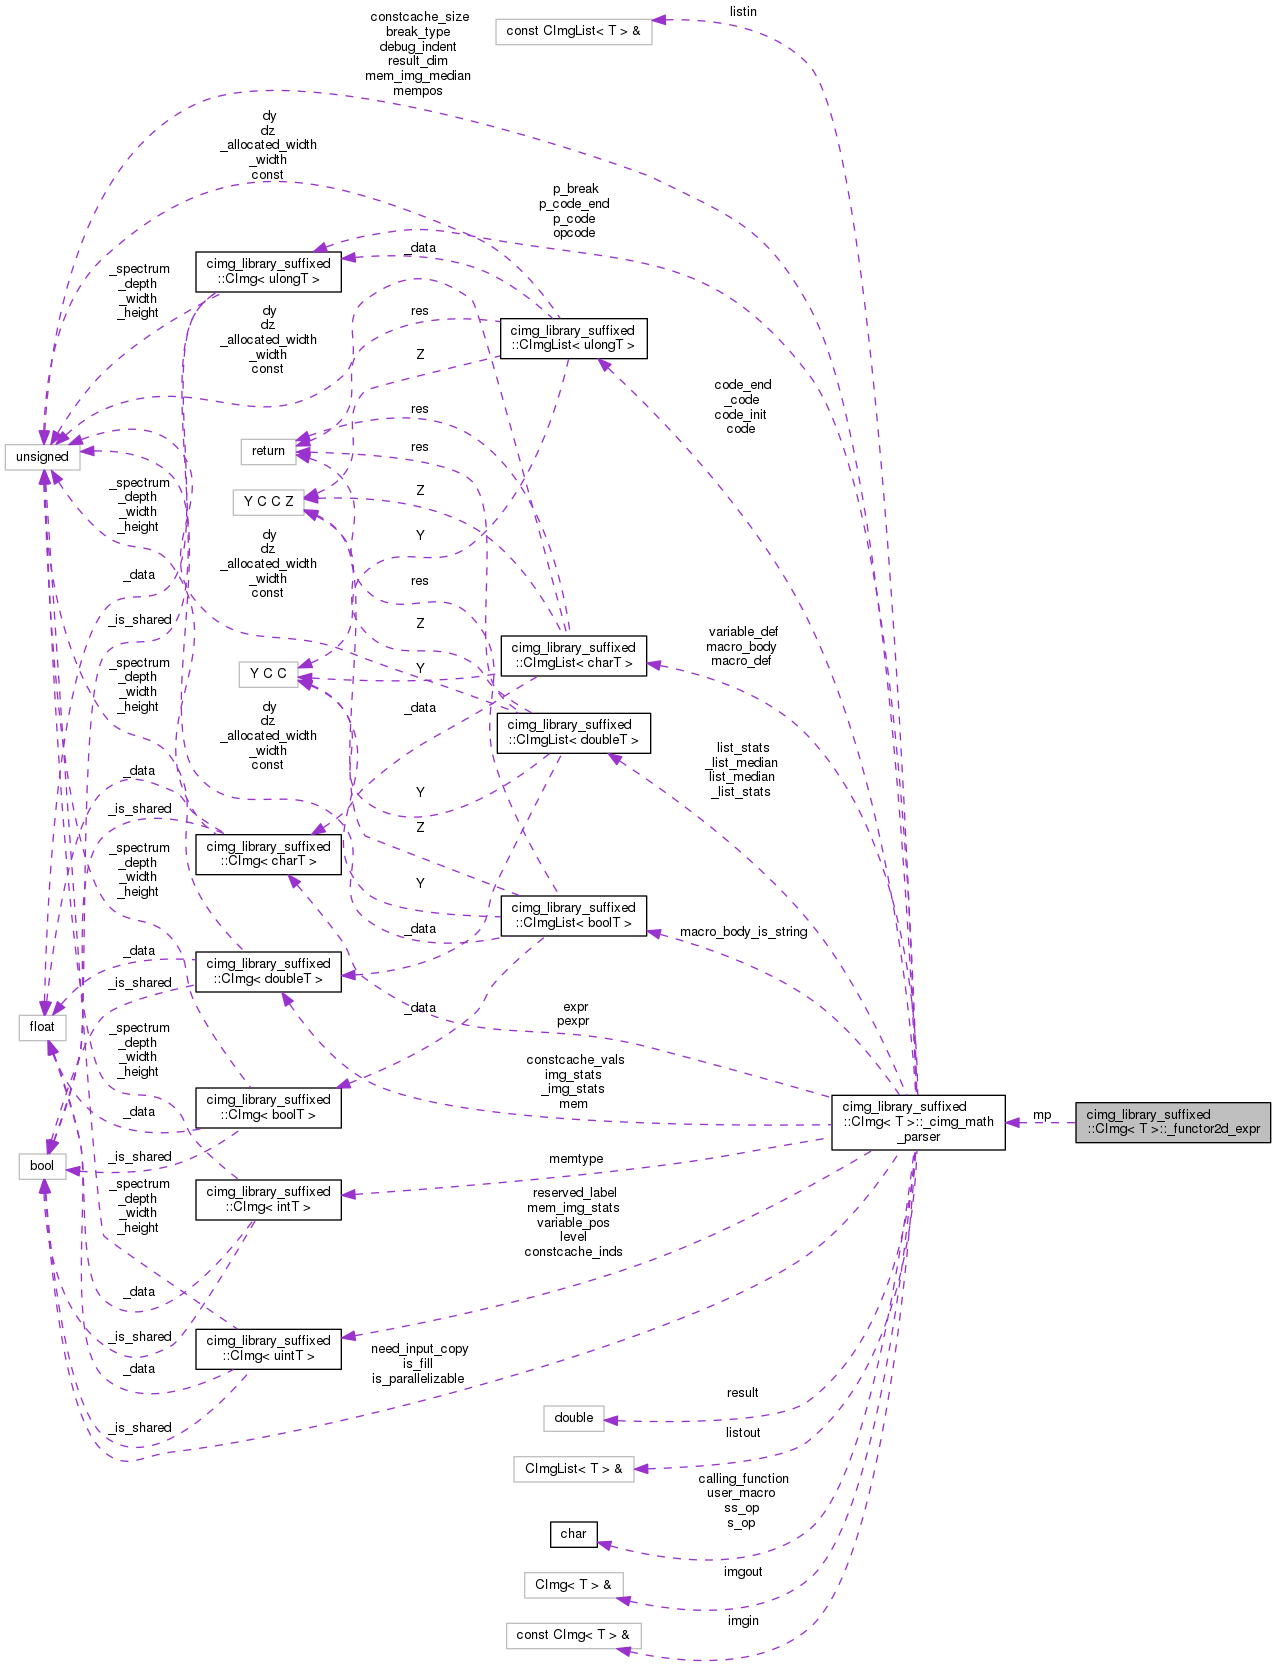 constcache_size
break_type
debug_indent
result_dim
mem_img_median
mempos
listin
const CImgList< T > &
dy
dz
_allocated_width
_width
const
p_break
p_code_end
p_code
opcode
_data
cimg_library_suffixed
::CImg< ulongT >
_spectrum
_depth
_width
_height
dy
dz
_allocated_width
_width
const
res
cimg_library_suffixed
::CImgList< ulongT >
Z
code_end
_code
code_init
code
res
unsigned
return
res
_spectrum
_depth
_width
_height
Y C C Z
Z
Y
dy
dz
_allocated_width
_width
const
_data
res
_is_shared
Z
variable_def
macro_body
macro_def
cimg_library_suffixed
::CImgList< charT >
_spectrum
_depth
_width
_height
Y C C
Y
_data
dy
dz
_allocated_width
_width
const
cimg_library_suffixed
::CImgList< doubleT >
list_stats
_list_median
list_median
_list_stats
_data
Y
_is_shared
Z
cimg_library_suffixed
::CImg< charT >
_spectrum
_depth
_width
_height
Y
cimg_library_suffixed
::CImgList< boolT >
_data
macro_body_is_string
_data
cimg_library_suffixed
::CImg< doubleT >
_is_shared
_data
expr
pexpr
float
_spectrum
_depth
_width
_height
constcache_vals
img_stats
_img_stats
mem
cimg_library_suffixed
::CImg< boolT >
_data
cimg_library_suffixed
::CImg< T >::_cimg_math
_parser
mp
cimg_library_suffixed
::CImg< T >::_functor2d_expr
_is_shared
bool
memtype
cimg_library_suffixed
::CImg< intT >
_spectrum
_depth
_width
_height
reserved_label
mem_img_stats
variable_pos
level
constcache_inds
_data
_is_shared
cimg_library_suffixed
::CImg< uintT >
_data
need_input_copy
is_fill
is_parallelizable
_is_shared
result
double
listout
CImgList< T > &
calling_function
user_macro
ss_op
s_op
char
imgout
CImg< T > &
imgin
const CImg< T > &